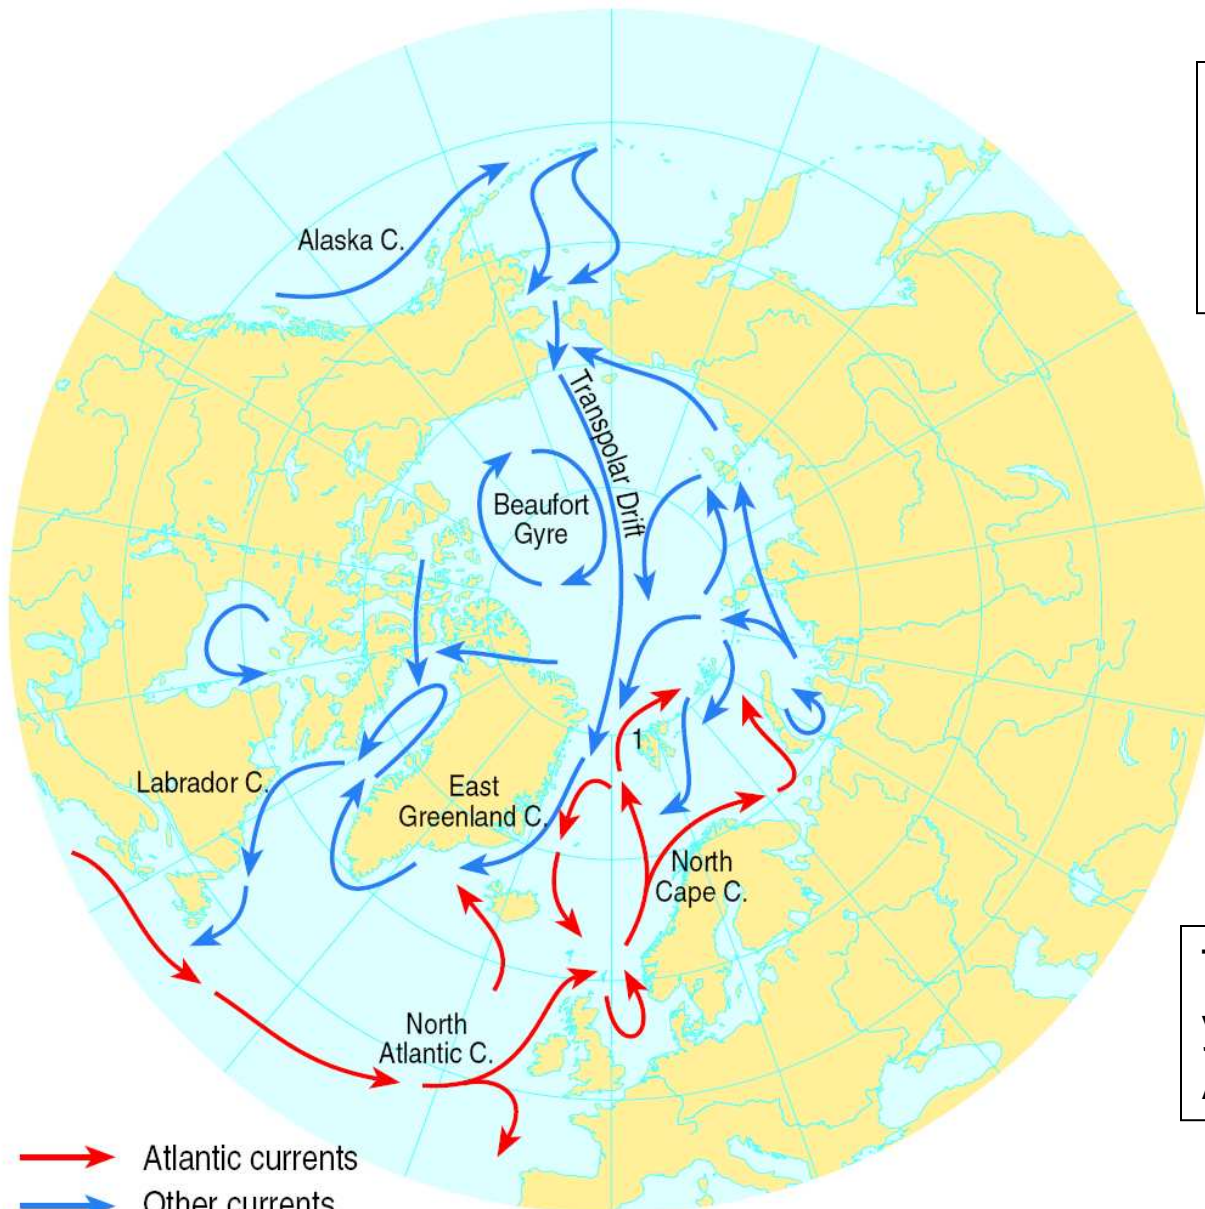 Alaska C.
Transpolar Drift
Beaufort
Gyre
1
Labrador C.
East
Greenland C.
North
Cape C.
North
Atlantic C.
Atlantic currents
Other currents